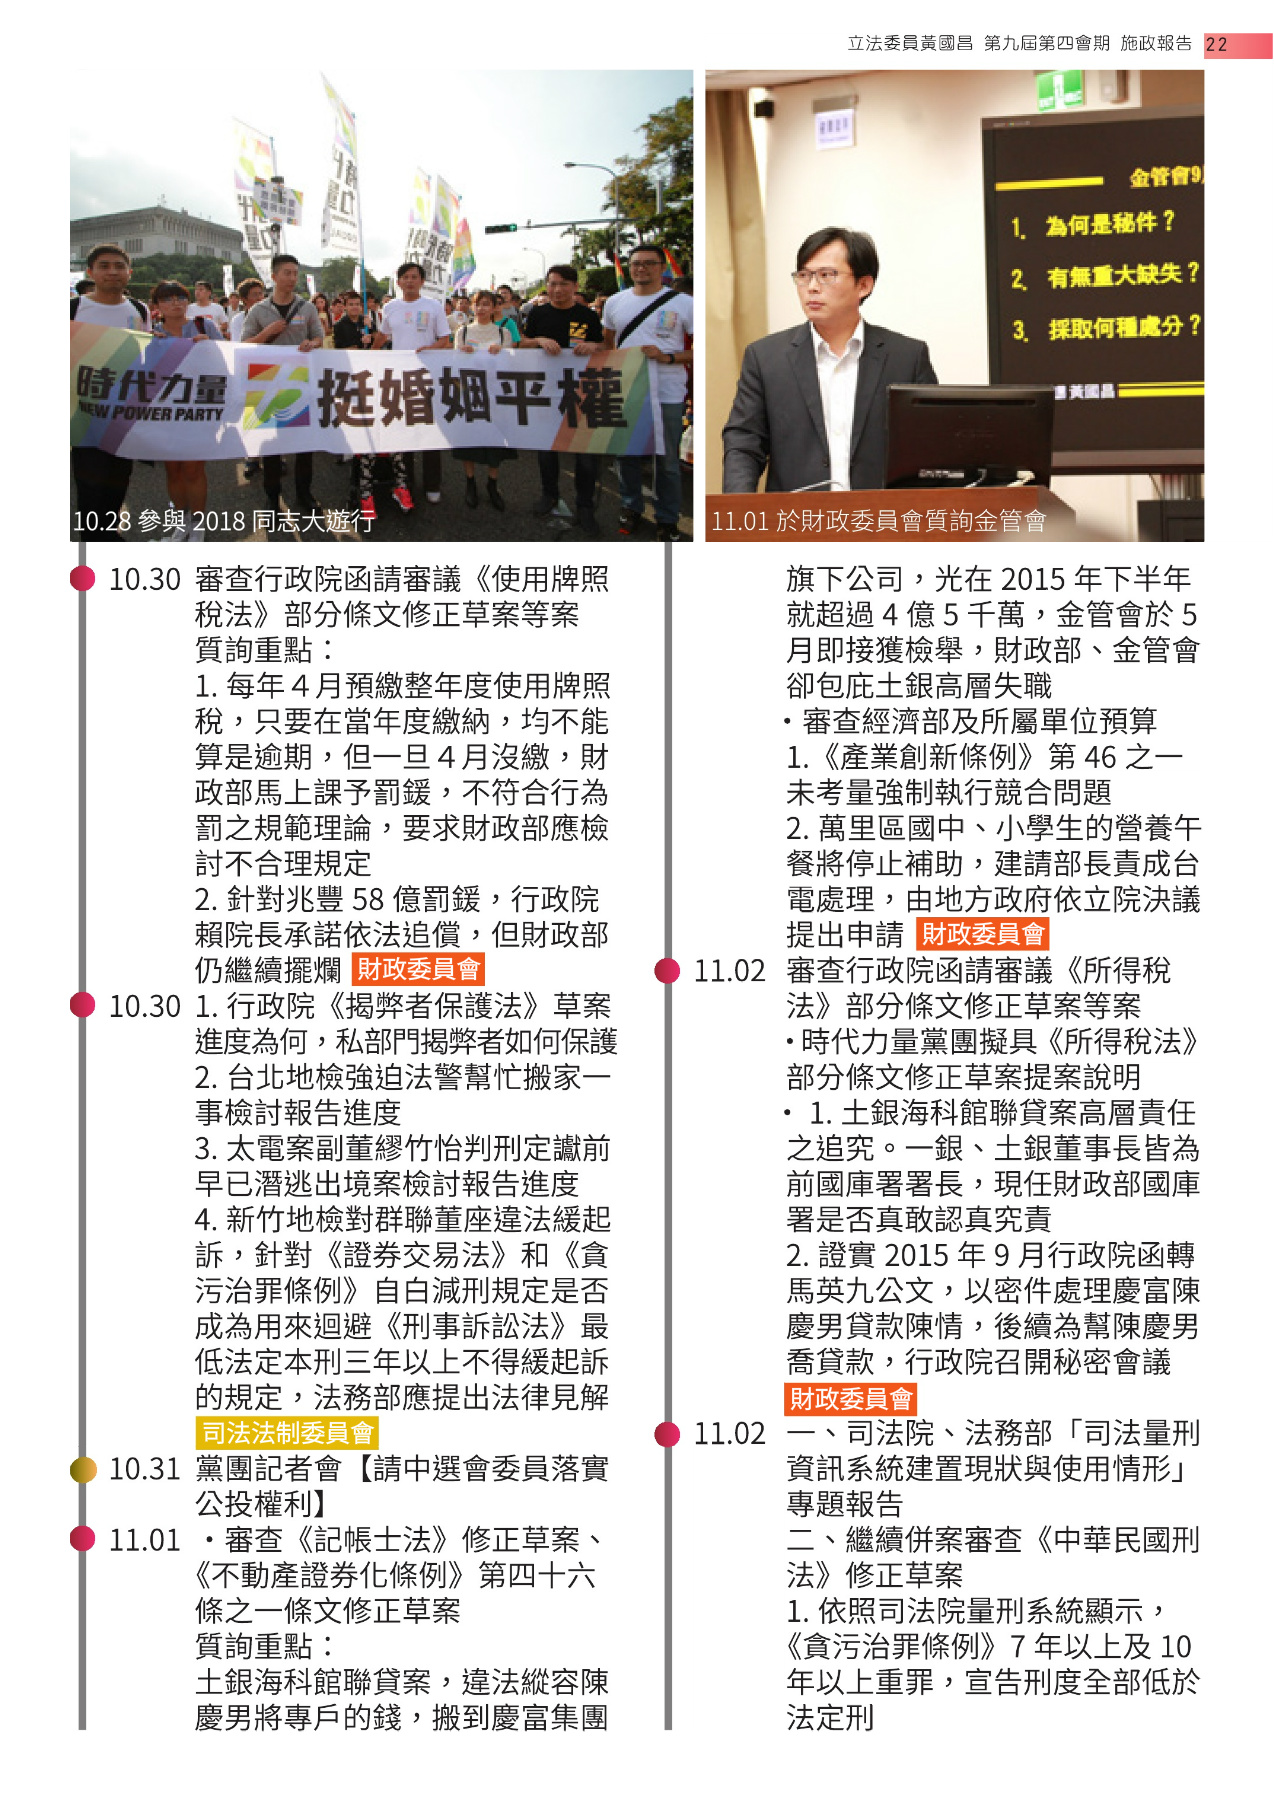 立法委員黃國昌 第九屆第四會期 施政報告 22
時代力量
NEW POWER PARTY
挺婚姻平權
10.28 參與 2018 同志大遊行
金管會9
1. 為何是秘件？
2. 有無重大缺失？
3. 採取何種處分？
黃國昌
11.01 於財政委員會質詢金管會
10.30 審查行政院函請審議《使用牌照
稅法》部分條文修正草案等案
質詢重點：
1. 每年 4 月預繳整年度使用牌照
稅，只要在當年度繳納，均不能
算是逾期，但一旦 4 月沒繳，財
政部馬上課予罰鍰，不符合行為
罰之規範理論，要求財政部應檢
討不合理規定
2. 針對兆豐 58 億罰鍰，行政院
賴院長承諾依法追償，但財政部
仍繼續擺爛 財政委員會
10.30 1. 行政院《揭弊者保護法》草案
進度為何，私部門揭弊者如何保護
2. 台北地檢強迫法警幫忙搬家一
事檢討報告進度
3. 太電案副董繆竹怡判刑定讞前
早已潛逃出境案檢討報告進度
4. 新竹地檢對群聯董座違法緩起
訴，針對《證券交易法》和《貪
污治罪條例》自白減刑規定是否
成為用來迴避《刑事訴訟法》最
低法定本刑三年以上不得緩起訴
的規定，法務部應提出法律見解
司法法制委員會
10.31 黨團記者會【請中選會委員落實
公投權利】
11.01 ・審查《記帳士法》修正草案、
《不動產證券化條例》第四十六
條之一條文修正草案
質詢重點：
土銀海科館聯貸案，違法縱容陳
慶男將專戶的錢，搬到慶富集團
旗下公司，光在 2015 年下半年
就超過 4 億 5 千萬，金管會於 5
月即接獲檢舉，財政部、金管會
卻包庇土銀高層失職
・審查經濟部及所屬單位預算
1.《產業創新條例》第 46 之一
未考量強制執行競合問題
2. 萬里區國中、小學生的營養午
餐將停止補助，建請部長責成台
電處理，由地方政府依立院決議
提出申請 財政委員會
11.02 審查行政院函請審議《所得稅
法》部分條文修正草案等案
・時代力量黨團擬具《所得稅法》
部分條文修正草案提案說明
・ 1. 土銀海科館聯貸案高層責任
之追究。一銀、土銀董事長皆為
前國庫署署長，現任財政部國庫
署是否真敢認真究責
2. 證實 2015 年 9 月行政院函轉
馬英九公文，以密件處理慶富陳
慶男貸款陳情，後續為幫陳慶男
喬貸款，行政院召開秘密會議
財政委員會
11.02 一、司法院、法務部「司法量刑
資訊系統建置現狀與使用情形」
專題報告
二、繼續併案審查《中華民國刑
法》修正草案
1. 依照司法院量刑系統顯示，
《貪污治罪條例》7 年以上及 10
年以上重罪，宣告刑度全部低於
法定刑